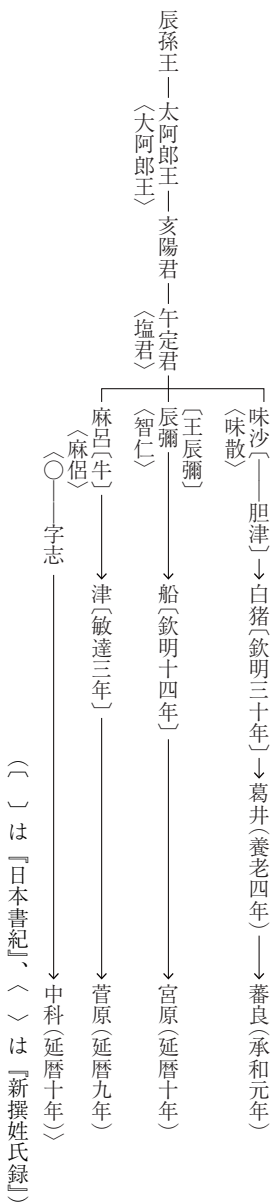 辰孫王―太阿郎王―亥陽君―午定君
〈大阿郎王〉
〈塩君〉
味沙〔――胆津〕→白猪〔欽明三十年〕→葛井(養老四年)→蕃良(承和元年)
〈味散〉
〔王辰彌〕
辰彌→船〔欽明十四年〕→宮原(延暦十年)
〈智仁〉
麻呂〔牛〕→津〔敏達三年〕→菅原(延暦九年)
〈麻侶〉
〈〇――字志→中科(延暦十年)〉
(〔 〕は『日本書紀』、〈 〉は『新撰姓氏録』)